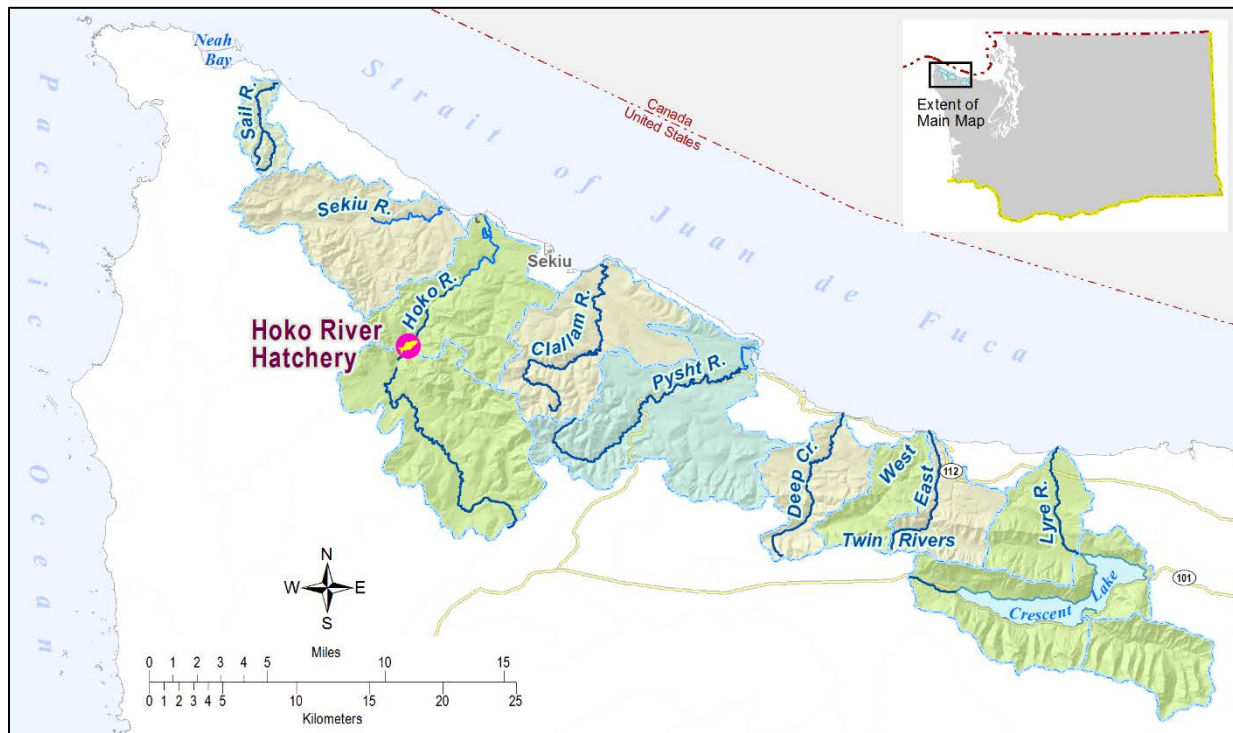 Neah
Bay
Strait of Juan de Fuca
Pacific Ocean
Canada
United States
Extent of
Main Map
Sail R.
Sekiu R.
Sekiu
Hoko R.
Hoko River
Hatchery
Clallam R.
Pysht R.
Deep Cr.
West
East
Twin Rivers
112
Lyre R.
101
Crescent Lake
N
W E
S
Miles
0 1 2 3 4 5 10 15
0 1 2 3 4 5 10 15 20 25
Kilometers